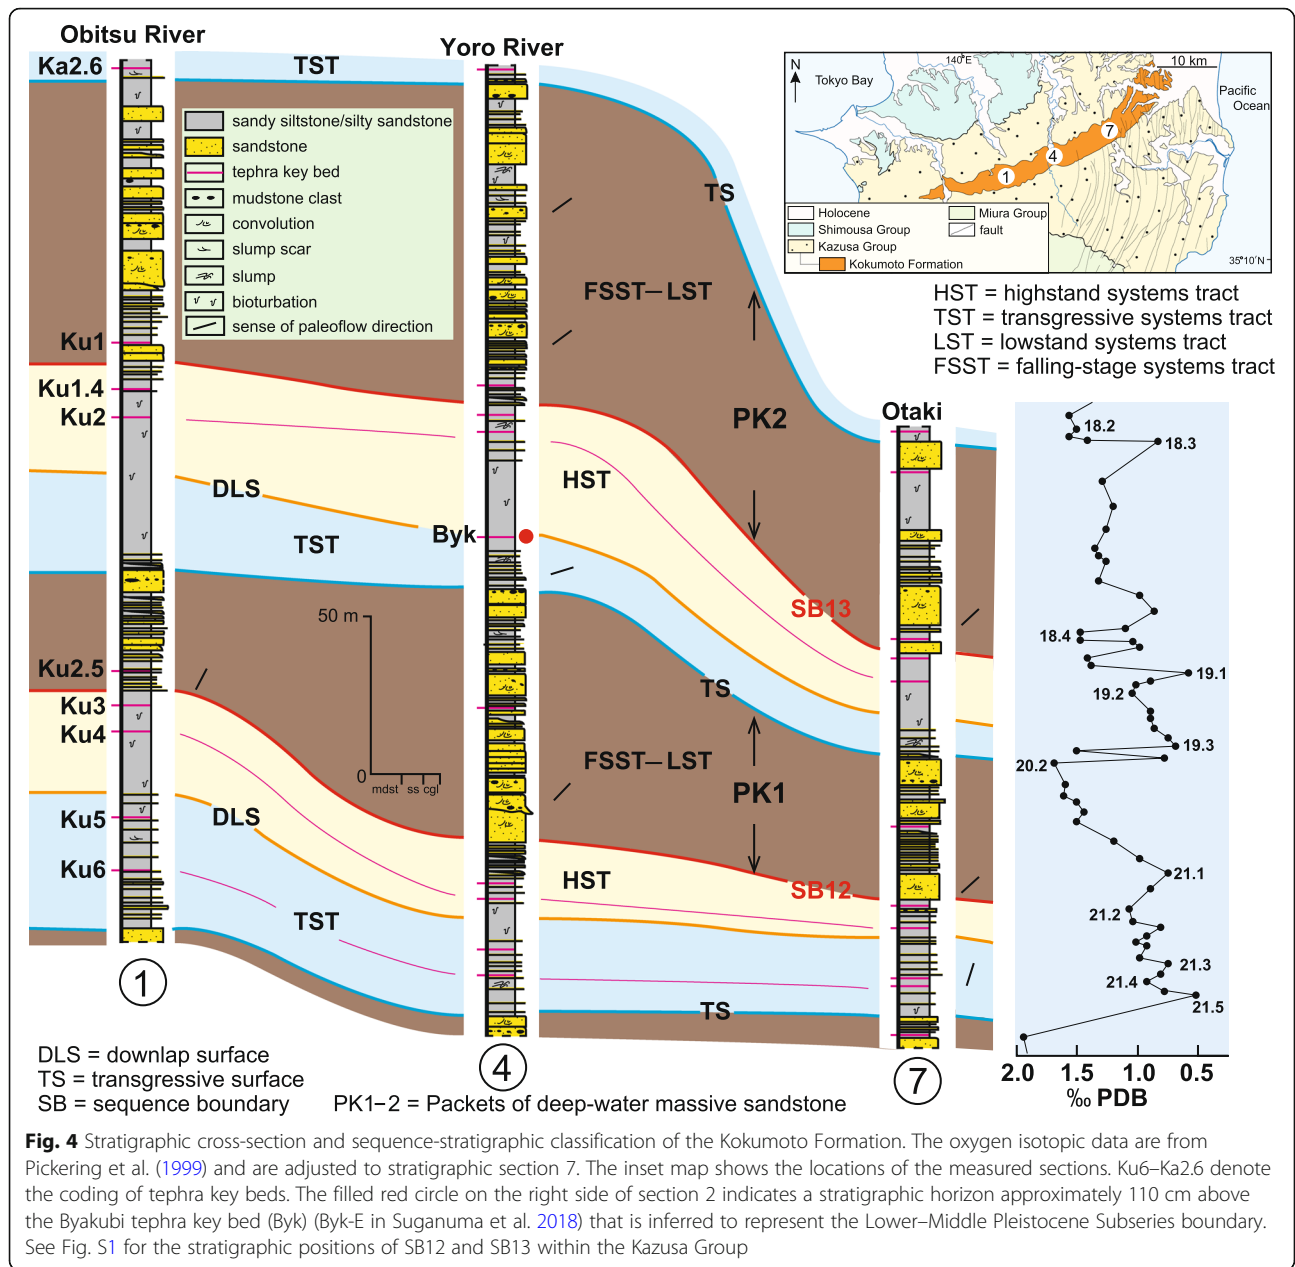 Obitsu River
Yoro River
Ka2.6
TST
sandy siltstone/silty sandstone
sandstone
tephra key bed
mudstone clast
convolution
slump scar
slump
bioturbation
sense of paleoflow direction
N
Tokyo Bay
140°E
10 km
Pacific
Ocean
7
4
1
Holocene
Miura Group
Shimousa Group
fault
Kazusa Group
Kokumoto Formation
35°10′N
HST = highstand systems tract
TST = transgressive systems tract
LST = lowstand systems tract
FSST = falling-stage systems tract
TS
FSST—LST
Ku1
Ku1.4
Ku2
PK2
Otaki
HST
DLS
Byk
TST
SB13
50 m
0
mdst ss cgl
Ku2.5
Ku3
Ku4
TS
FSST—LST
PK1
DLS
Ku5
Ku6
HST
SB12
TST
TS
18.2
18.3
18.4
19.1
19.2
19.3
20.2
21.1
21.2
21.3
21.4
21.5
2.0 1.5 1.0 0.5
‰ PDB
1
4
7
DLS = downlap surface
TS = transgressive surface
SB = sequence boundary
PK1–2 = Packets of deep-water massive sandstone
Fig. 4 Stratigraphic cross-section and sequence-stratigraphic classification of the Kokumoto Formation. The oxygen isotopic data are from
Pickering et al. (1999) and are adjusted to stratigraphic section 7. The inset map shows the locations of the measured sections. Ku6–Ka2.6 denote
the coding of tephra key beds. The filled red circle on the right side of section 2 indicates a stratigraphic horizon approximately 110 cm above
the Byakubi tephra key bed (Byk) (Byk-E in Suganuma et al. 2018) that is inferred to represent the Lower–Middle Pleistocene Subseries boundary.
See Fig. S1 for the stratigraphic positions of SB12 and SB13 within the Kazusa Group